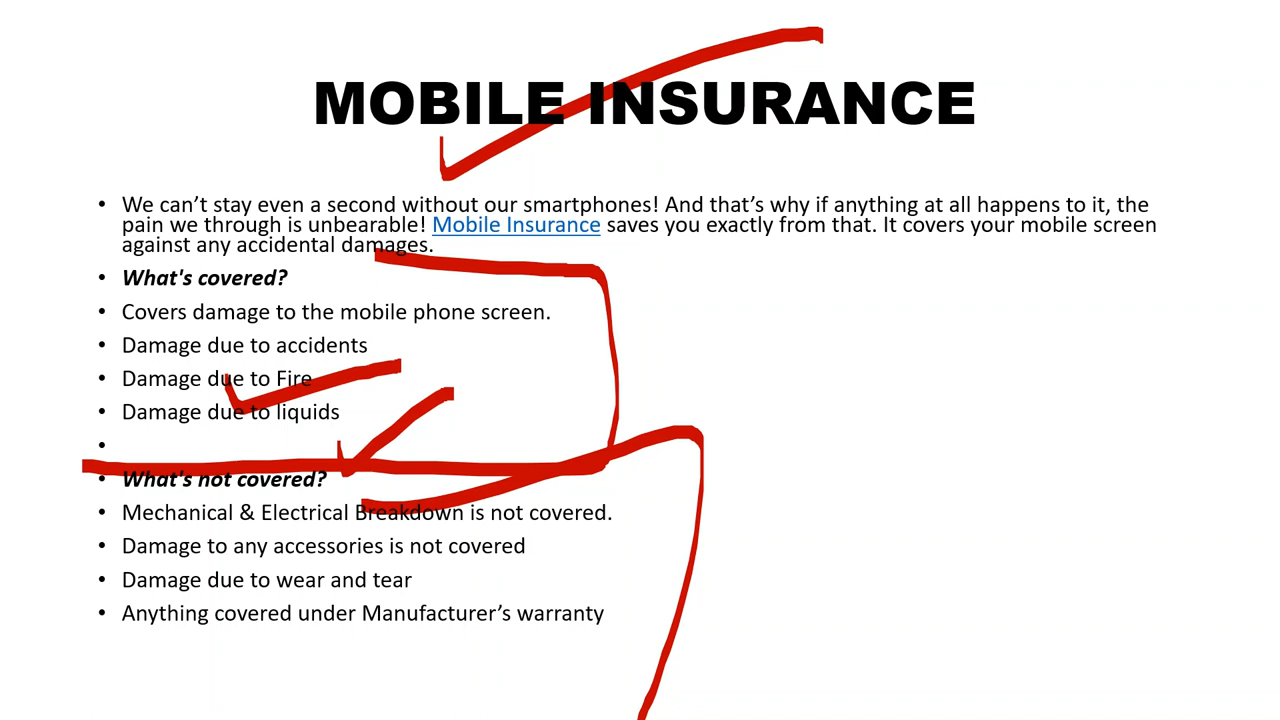 MOBILE INSURANCE
• We can’t stay even a second without our smartphones! And that’s why if anything at all happens to it, the
pain we through is unbearable! Mobile Insurance saves you exactly from that. It covers your mobile screen
against any accidental damages.
• What's covered?
• Covers damage to the mobile phone screen.
• Damage due to accidents
• Damage due to Fire
• Damage due to liquids
•
• What's not covered?
• Mechanical & Electrical Breakdown is not covered.
• Damage to any accessories is not covered
• Damage due to wear and tear
• Anything covered under Manufacturer’s warranty